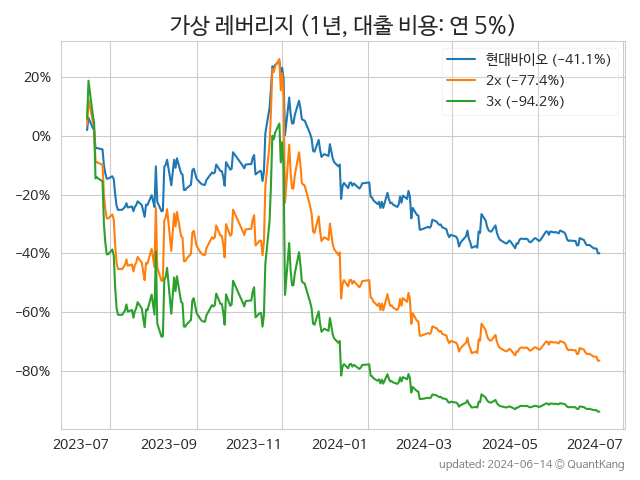 가상 레버리지 (1년, 대출 비용: 연 5%)
현대바이오 (−41.1%)
2x (−77.4%)
3x (−94.2%)
20%
0%
−20%
−40%
−60%
−80%
2023-07 2023-09 2023-11 2024-01 2024-03 2024-05 2024-07
updated: 2024-06-14 © QuantKang